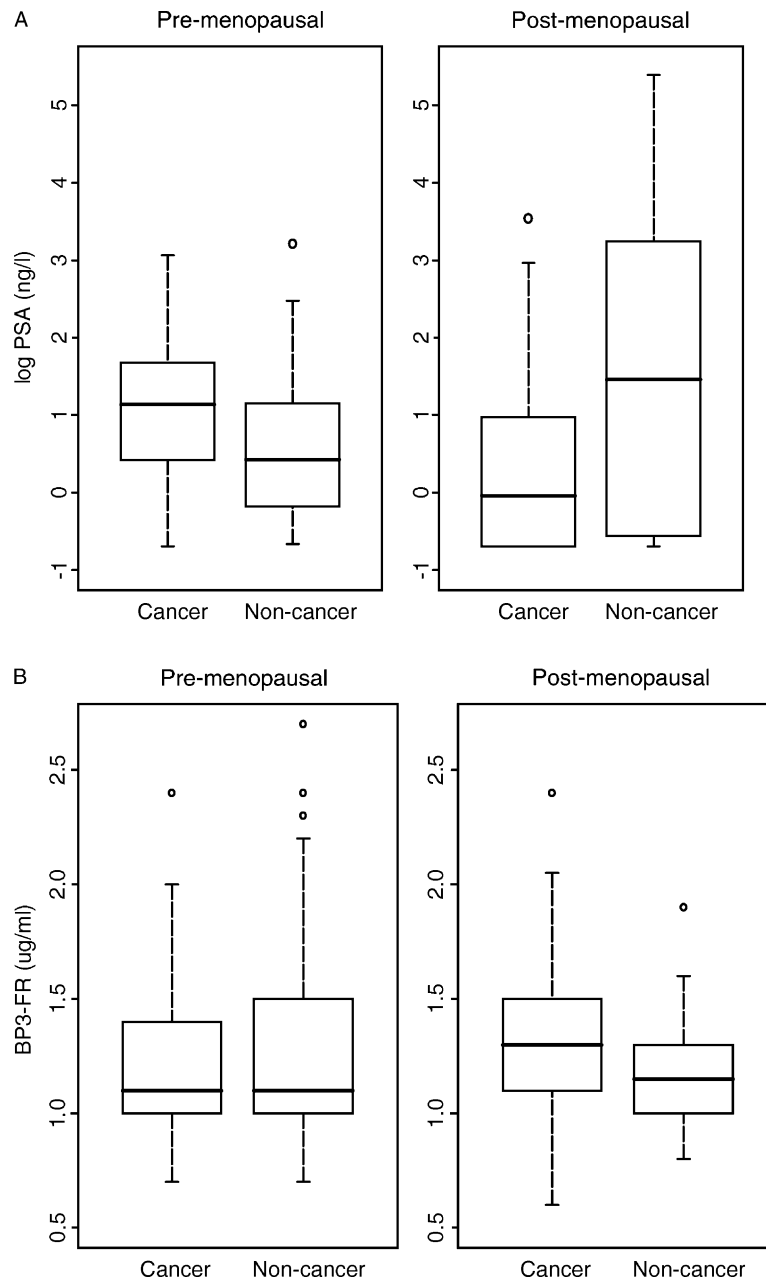 A
Pre-menopausal
Post-menopausal
log PSA (ng/l)
5
4
3
2
1
0
-1
5
4
3
2
1
0
-1
Cancer
Non-cancer
Cancer
Non-cancer
B
Pre-menopausal
Post-menopausal
BP3-FR (ug/ml)
2.5
2.0
1.5
1.0
0.5
2.5
2.0
1.5
1.0
0.5
Cancer
Non-cancer
Cancer
Non-cancer